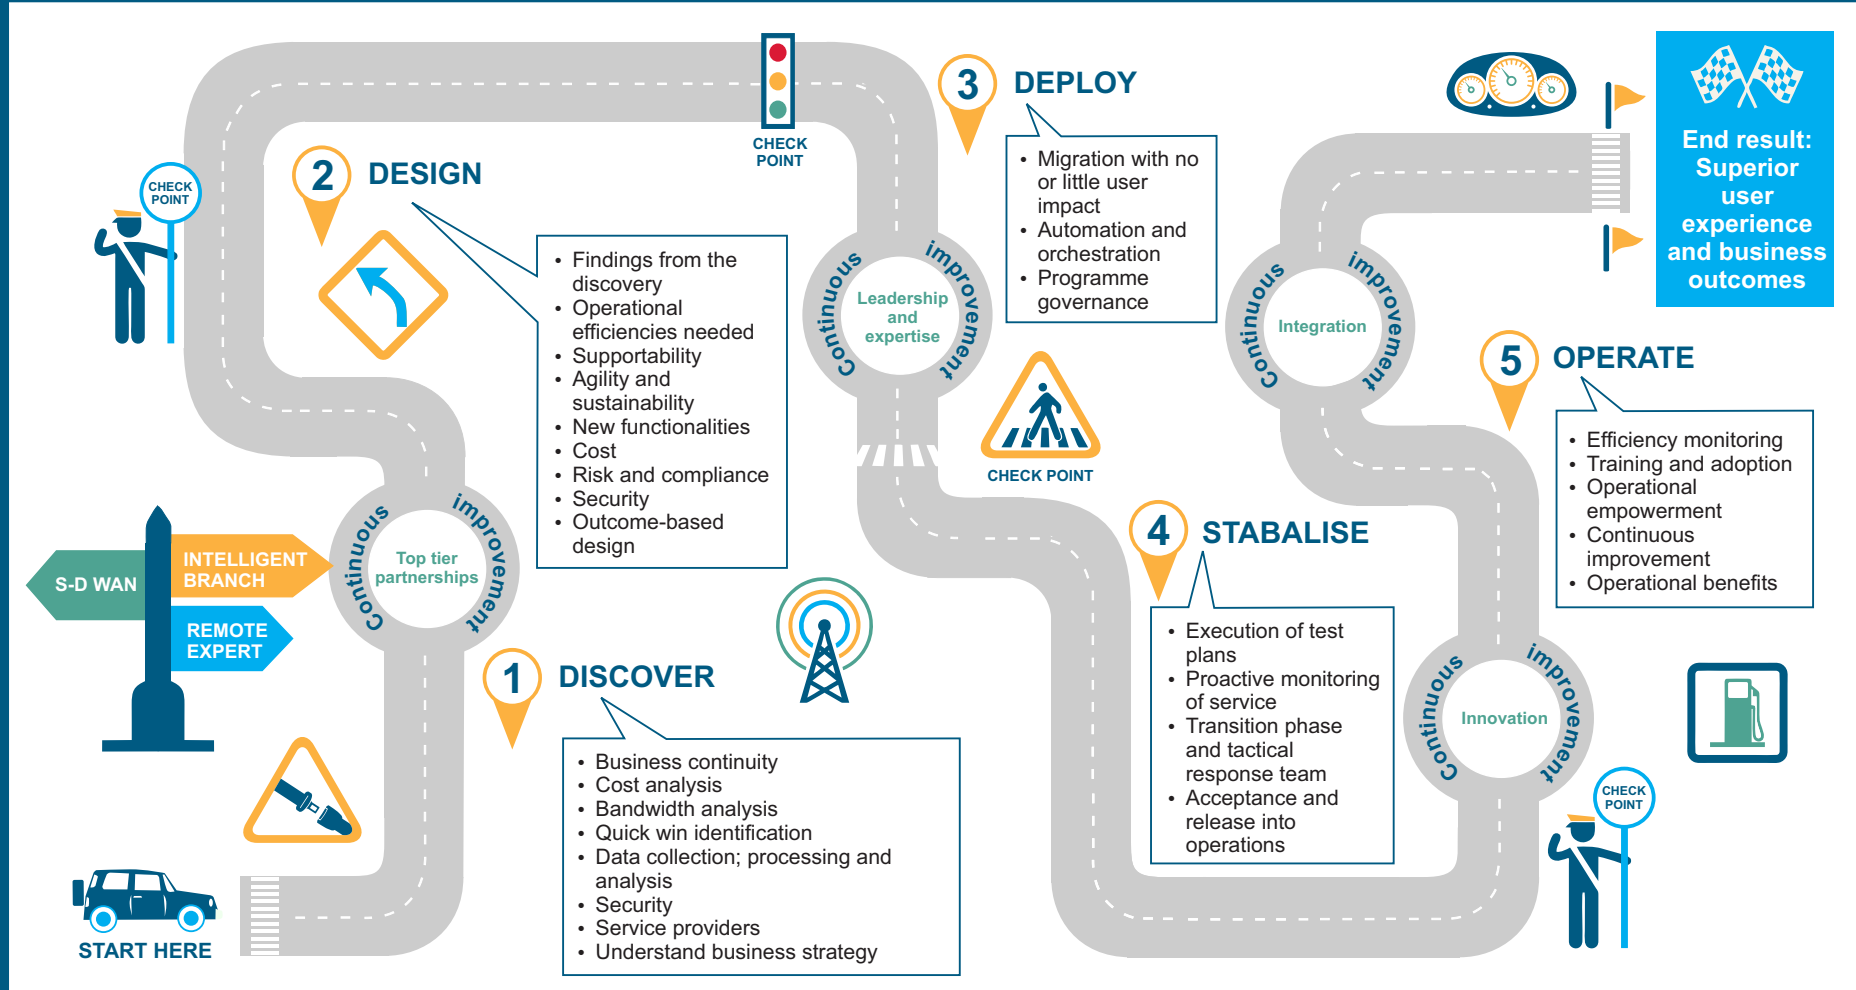 START HERE
S-D WAN
INTELLIGENT
BRANCH
REMOTE
EXPERT
Continuous improvement
Top tier
partnerships
1 DISCOVER
• Business continuity
• Cost analysis
• Bandwidth analysis
• Quick win identification
• Data collection; processing and
analysis
• Security
• Service providers
• Understand business strategy
CHECK
POINT
2 DESIGN
• Findings from the
discovery
• Operational
efficiencies needed
• Supportability
• Agility and
sustainability
• New functionalities
• Cost
• Risk and compliance
• Security
• Outcome-based
design
CHECK
POINT
Continuous improvement
Leadership
and
expertise
3 DEPLOY
• Migration with no
or little user
impact
• Automation and
orchestration
• Programme
governance
CHECK POINT
4 STABALISE
• Execution of test
plans
• Proactive monitoring
of service
• Transition phase
and tactical
response team
• Acceptance and
release into
operations
Continuous improvement
Innovation
CHECK
POINT
5 OPERATE
• Efficiency monitoring
• Training and adoption
• Operational
empowerment
• Continuous
improvement
• Operational benefits
Continuous improvement
Integration
End result:
Superior
user
experience
and business
outcomes